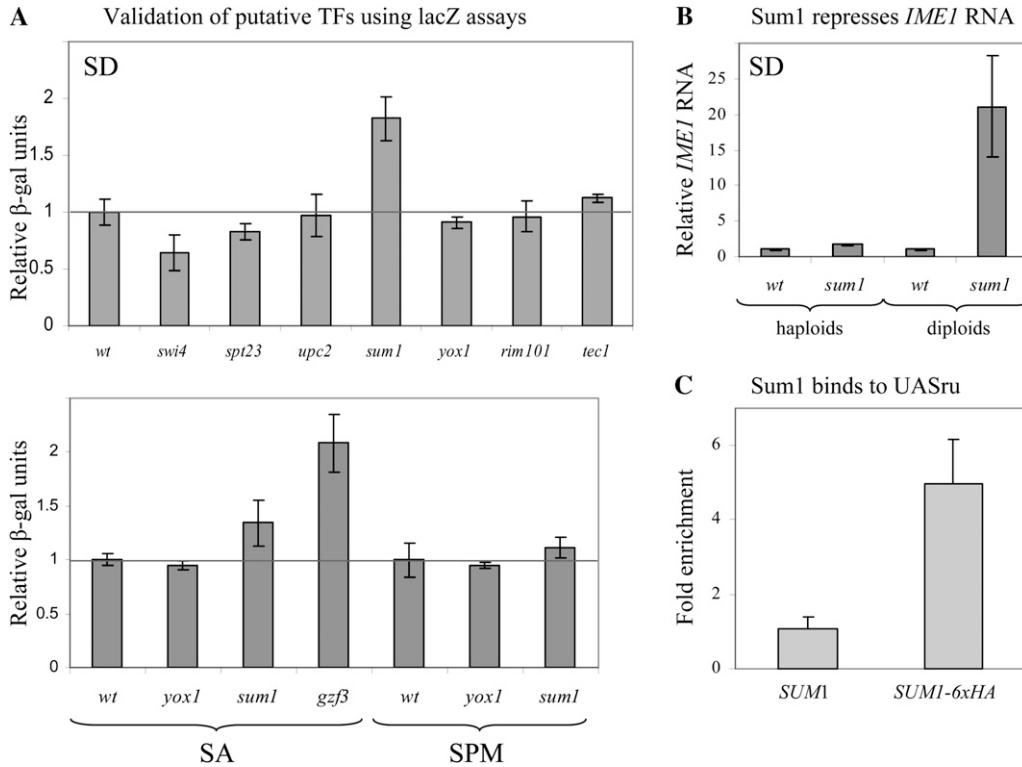 A Validation of putative TFs using lacZ assays
SD
Relative β-gal units
2
1.5
1
0.5
0
wt swi4 spt23 upc2 sum1 yox1 rim101 tec1
Relative β-gal units
2
1.5
1
0.5
0
wt yox1 sum1 gzf3 wt yox1 sum1
SA SPM
B Sum1 represses IME1 RNA
SD
Relative IME1 RNA
25
20
15
10
5
0
wt sum1 wt sum1
haploids diploids
C Sum1 binds to UASru
Fold enrichment
6
4
2
0
SUM1 SUM1-6xHA